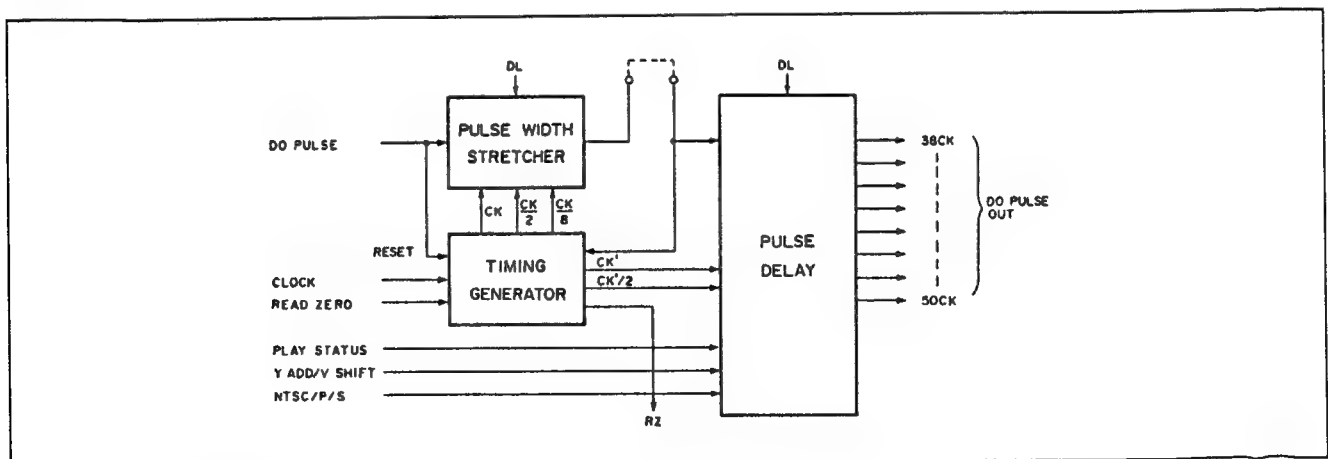 DL
DL
DO PULSE
PULSE WIDTH
STRETCHER
38CK
DO PULSE
OUT
CK
CK
2
CK
8
RESET
PULSE
DELAY
TIMING
GENERATOR
CK'
CK'/2
CLOCK
READ ZERO
50CK
PLAY STATUS
Y ADD/V SHIFT
NTSC/P/S
RZ